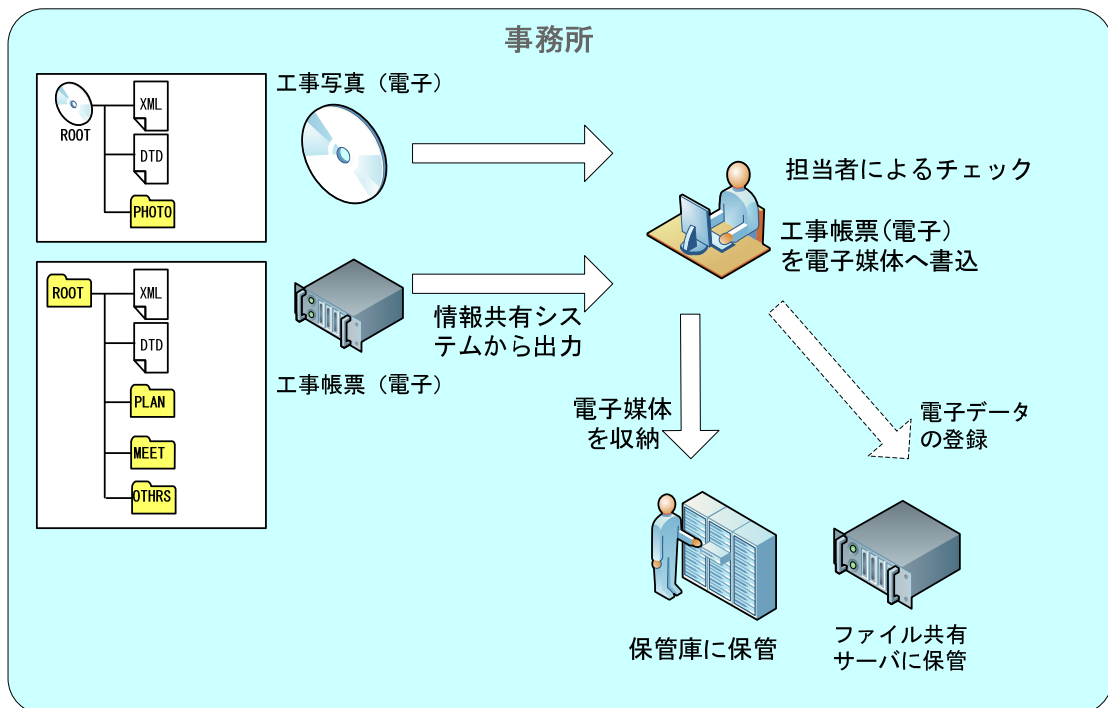 事務所
工事写真（電子）
ROOT
XML
DTD
PHOTO
担当者によるチェック
工事帳票(電子)
を電子媒体へ書込
ROOT
XML
DTD
PLAN
MEET
OTHRS
情報共有シス
テムから出力
工事帳票（電子）
電子媒体
を収納
電子データ
の登録
保管庫に保管
ファイル共有
サーバに保管